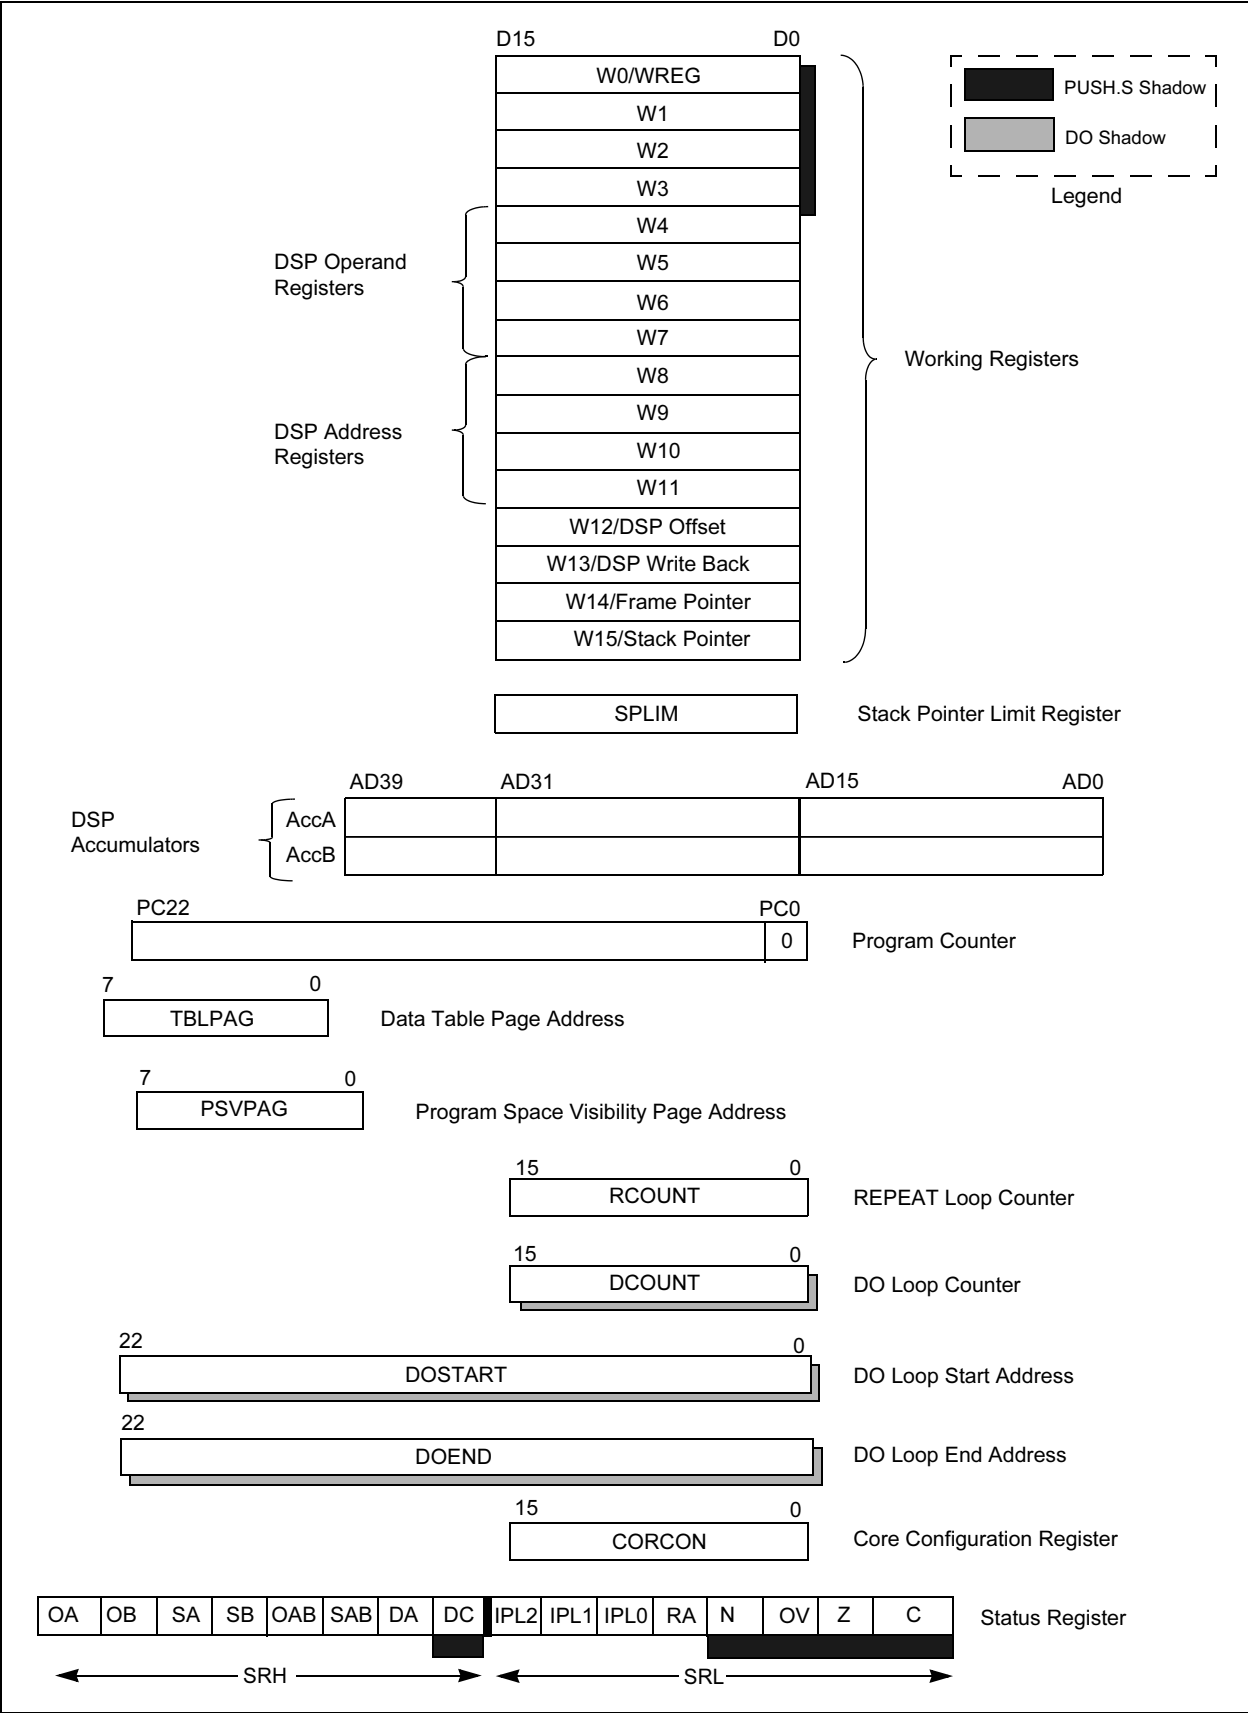 D15 D0
W0/WREG
W1
W2
W3
W4
W5
W6
W7
W8
W9
W10
W11
W12/DSP Offset
W13/DSP Write Back
W14/Frame Pointer
W15/Stack Pointer
PUSH.S Shadow
DO Shadow
Legend
DSP Operand
Registers
DSP Address
Registers
Working Registers
SPLIM
Stack Pointer Limit Register
AD39 AD31 AD15 AD0
DSP
Accumulators
AccA
AccB
PC22 PC0
0
Program Counter
7 0
TBLPAG
Data Table Page Address
7 0
PSVPAG
Program Space Visibility Page Address
15 0
RCOUNT
REPEAT Loop Counter
15 0
DCOUNT
DO Loop Counter
22 0
DOSTART
DO Loop Start Address
22
DOEND
DO Loop End Address
15 0
CORCON
Core Configuration Register
OA OB SA SB OAB SAB DA DC IPL2 IPL1 IPL0 RA N OV Z C
Status Register
SRH SRL